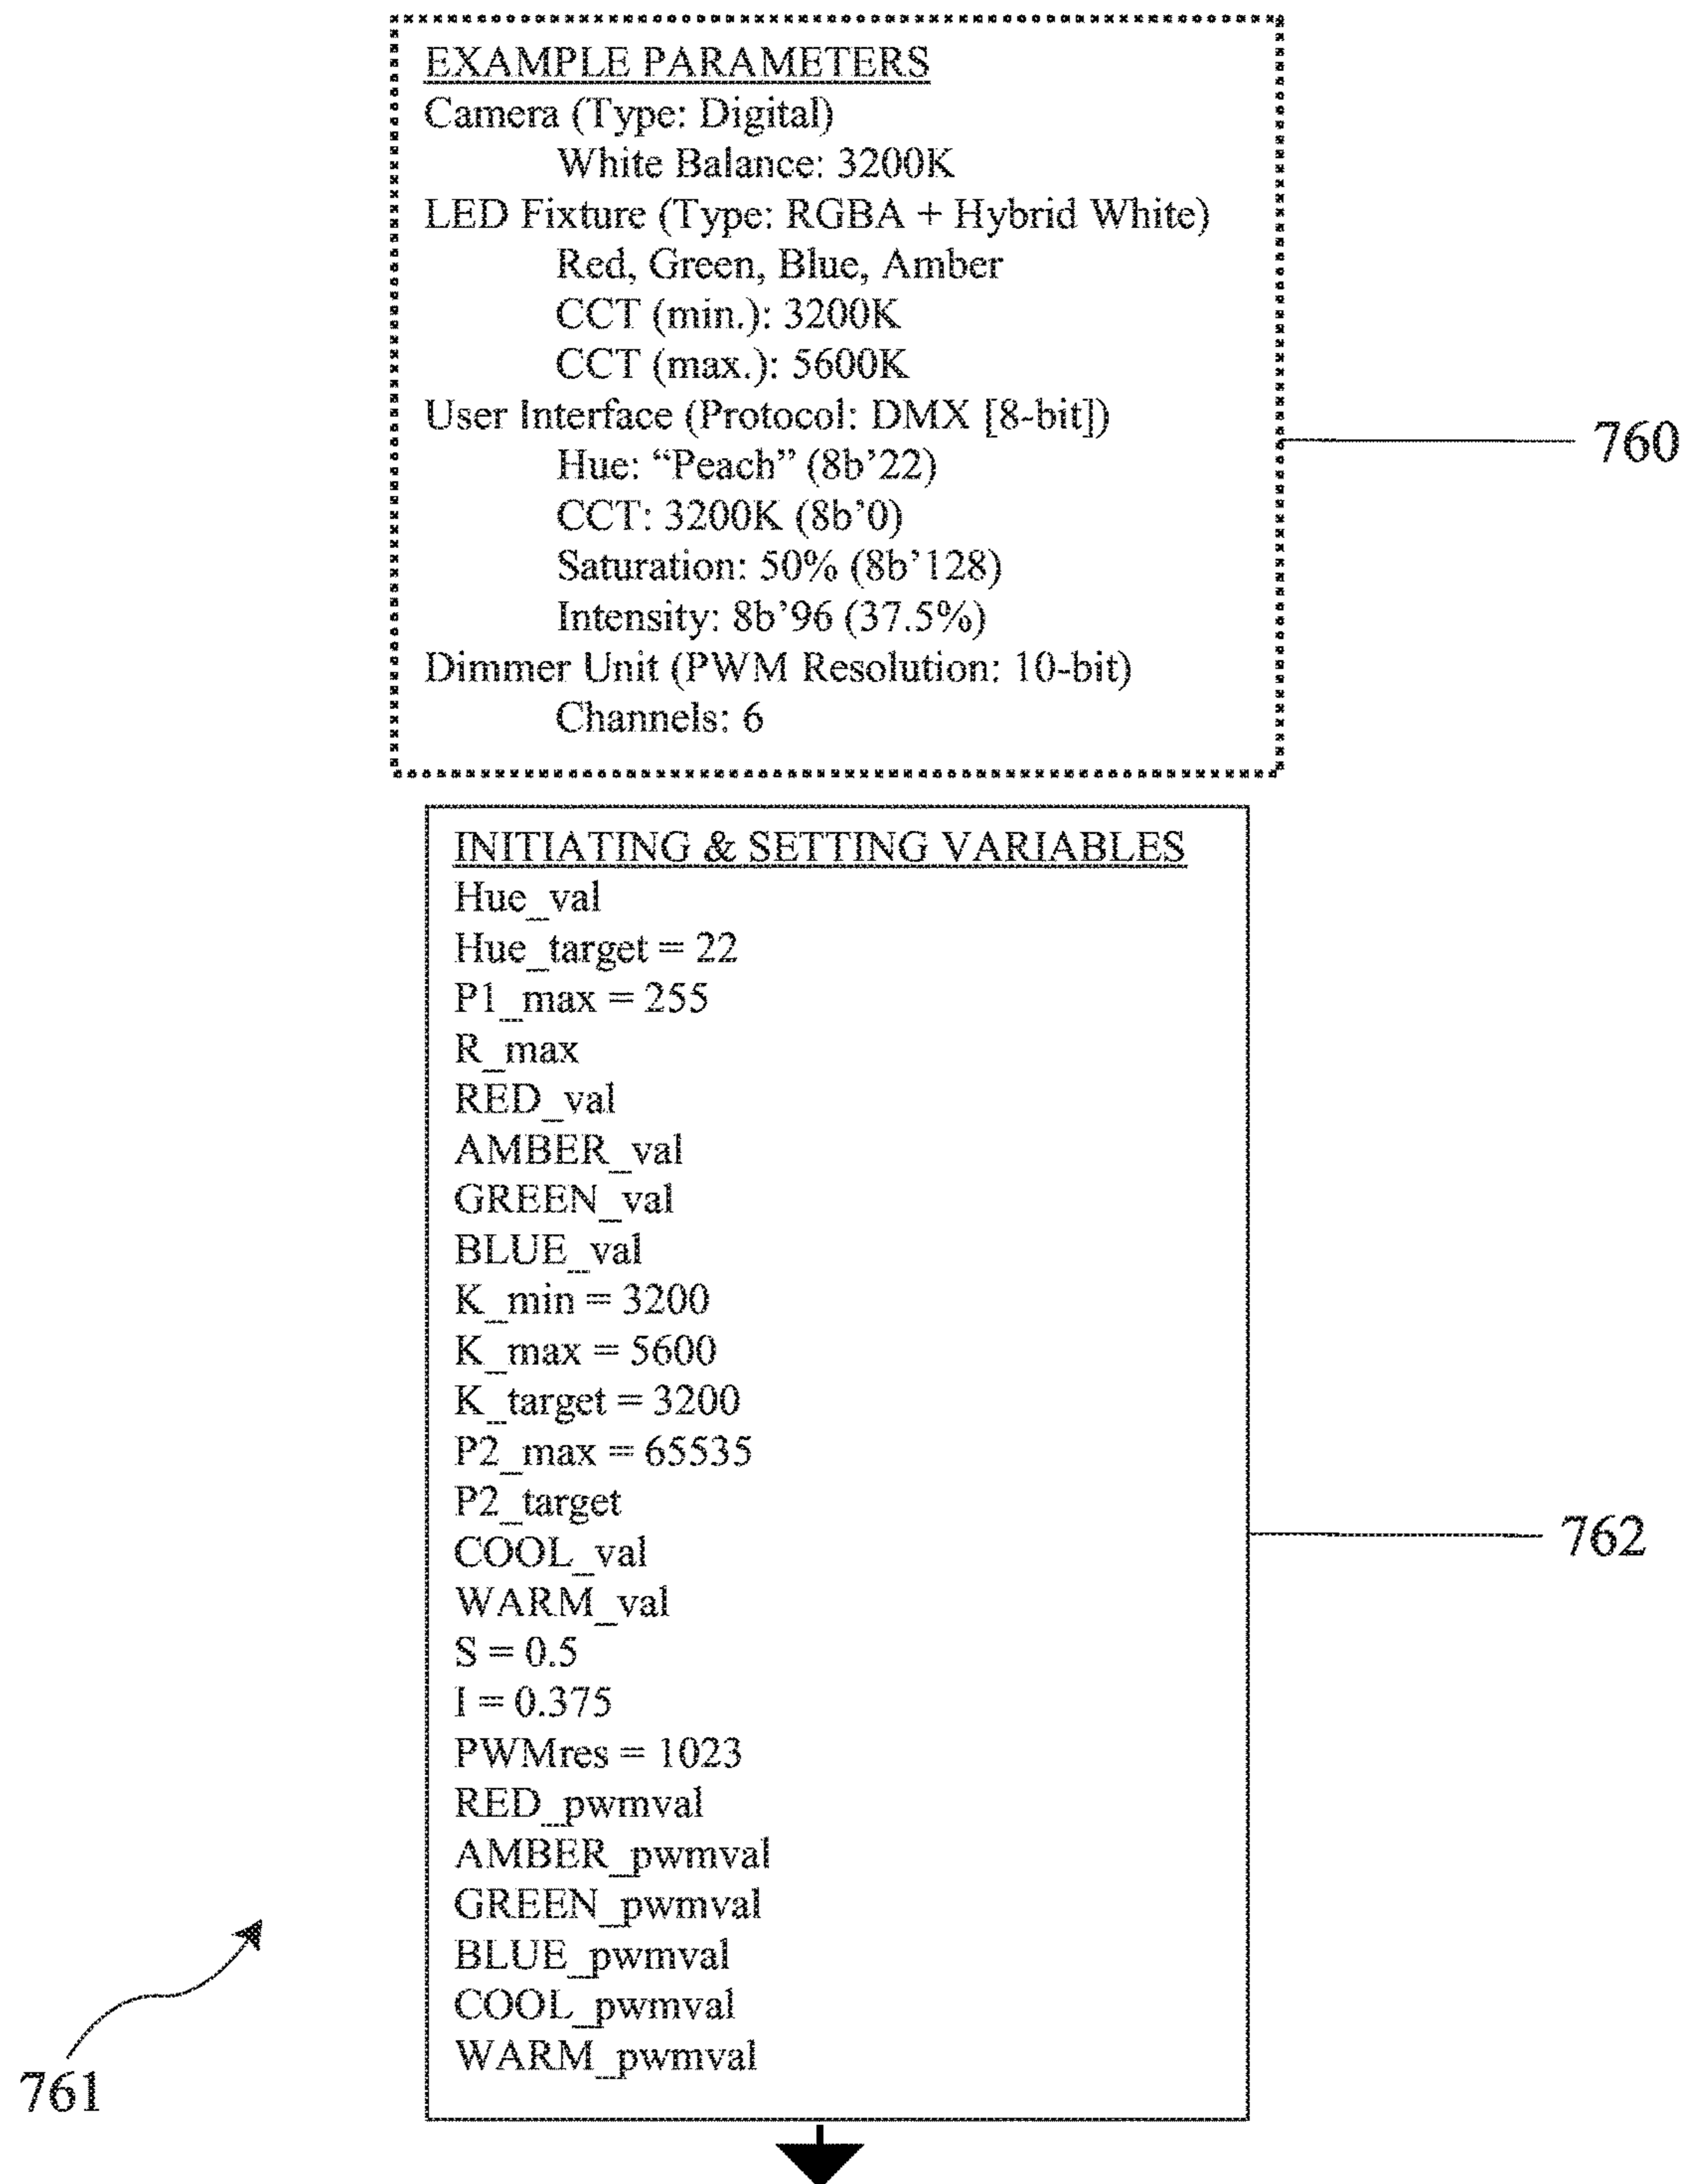 EXAMPLE PARAMETERS
Camera (Type: Digital)
White Balance: 3200K
LED Fixture (Type: RGBA + Hybrid White)
Red, Green, Blue, Amber
CCT (min.): 3200K
CCT (max.): 5600K
User Interface (Protocol: DMX [8-bit])
Hue: “Peach” (8b’22)
CCT: 3200K (8b’0)
Saturation: 50% (8b’128)
Intensity: 8b’96 (37.5%)
Dimmer Unit (PWM Resolution: 10-bit)
Channels: 6
760
INITIATING & SETTING VARIABLES
Hue_val
Hue_target = 22
P1_max = 255
R_max
RED_val
AMBER_val
GREEN_val
BLUE_val
K_min = 3200
K_max = 5600
K_target = 3200
P2_max = 65535
P2_target
COOL_val
WARM_val
S = 0.5
I = 0.375
PWMres = 1023
RED_pwmval
AMBER_pwmval
GREEN_pwmval
BLUE_pwmval
COOL_pwmval
WARM_pwmval
762
761